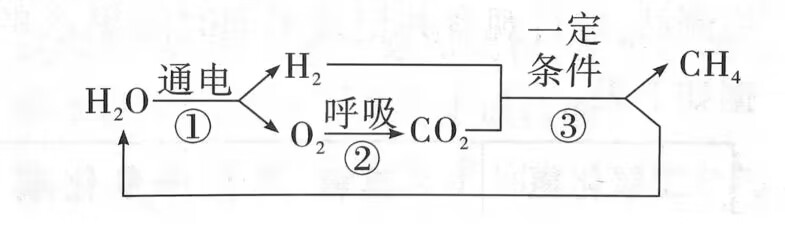 H₂O 通电 ① H₂ O₂ 呼吸 ② CO₂ 一定条件 ③ CH₄